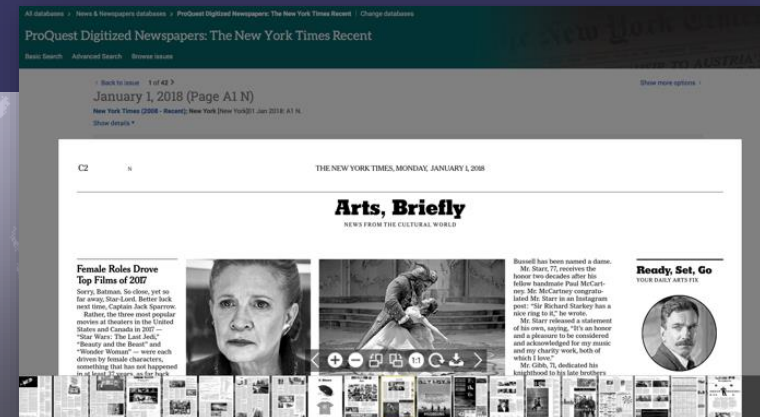 All databases > News & Newspapers databases > ProQuest Digitized Newspapers: The New York Times Recent | Change databases
ProQuest Digitized Newspapers: The New York Times Recent
Basic Search Advanced Search Browse issues
‹ Back to issue 1 of 42 >
Show more options ›
January 1, 2018 (Page A1 N)
New York Times (2008 - Recent); New York [New York]01 Jan 2018: A1 N.
Show details
C2 N THE NEW YORK TIMES, MONDAY, JANUARY 1, 2018
Arts, Briefly
NEWS FROM THE CULTURAL WORLD
Female Roles Drove
Top Films of 2017
Sorry, Batman. So close, yet so
far away, Star-Lord. Better luck
next time, Captain Jack Sparrow.
Rather, the three most popular
movies at theaters in the United
States and Canada in 2017 —
“Star Wars: The Last Jedi,”
“Beauty and the Beast” and
“Wonder Woman” — were each
driven by female characters,
something that has not happened
in at least 37 years, as far back
Russell has been named a dame.
Mr. Starr, 77, receives the
honor two decades after his
fellow bandmate Paul McCart-
ney. Mr. McCartney congratu-
lated Mr. Starr in an Instagram
post: “Sir Richard Starkey has a
nice ring to it,” he wrote.
Mr. Starr released a statement
of his own, saying, “It’s an honor
and a pleasure to be considered
and acknowledged for my music
and my charity work, both of
which I love.”
Mr. Gibb, 71, dedicated his
knighthood to his late brothers
Ready, Set, Go
YOUR DAILY ARTS FIX
1:1